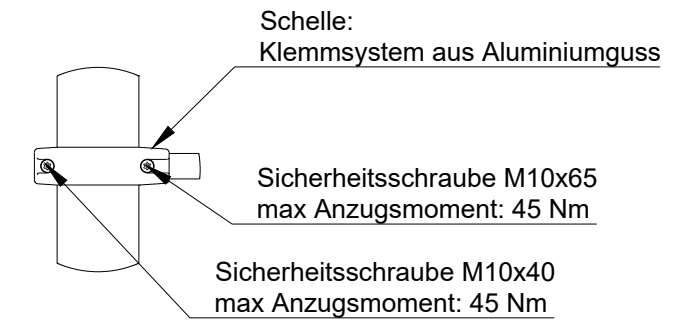 Schelle:
Klemmsystem aus Aluminiumguss
Sicherheitsschraube M10x65
max Anzugsmoment: 45 Nm
Sicherheitsschraube M10x40
max Anzugsmoment: 45 Nm